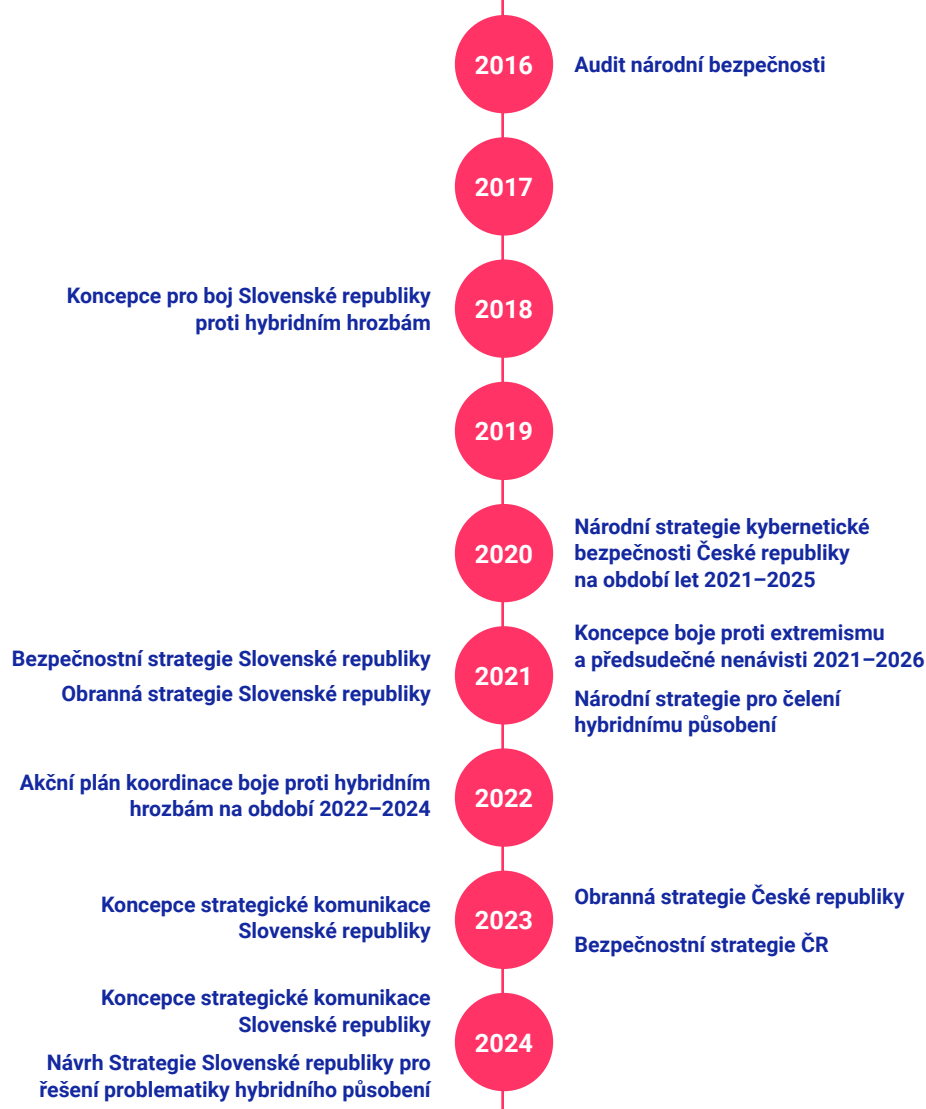 2016
Audit národní bezpečnosti
2017
Koncepce pro boj Slovenské republiky
proti hybridním hrozbám
2018
2019
2020
Národní strategie kybernetické
bezpečnosti České republiky
na období let 2021–2025
Bezpečnostní strategie Slovenské republiky
Obranná strategie Slovenské republiky
2021
Koncepce boje proti extremismu
a předsudečné nenávisti 2021–2026
Národní strategie pro čelení
hybridnímu působení
Akční plán koordinace boje proti hybridním
hrozbám na období 2022–2024
2022
Koncepce strategické komunikace
Slovenské republiky
2023
Obranná strategie České republiky
Bezpečnostní strategie ČR
Koncepce strategické komunikace
Slovenské republiky
Návrh Strategie Slovenské republiky pro
řešení problematiky hybridního působení
2024